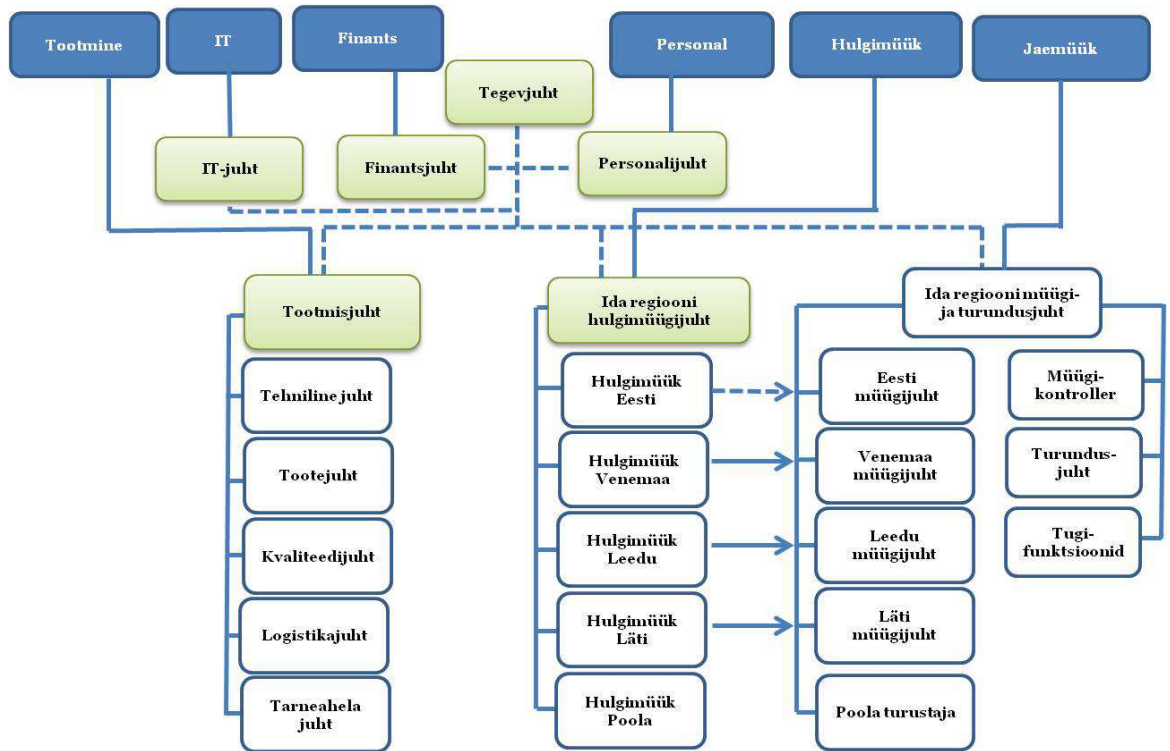 Tootmine
IT
Finants
Personal
Hulgimüük
Jaemüük
Tegevjuht
IT-juht
Finantsjuht
Personalijuht
Tootmisjuht
Ida regiooni
hulgimüügijuht
Ida regiooni müügi-
ja turundusjuht
Tehniline juht
Tootejuht
Kvaliteedijuht
Logistikajuht
Tarneahela
juht
Hulgimüük
Eesti
Hulgimüük
Venemaa
Hulgimüük
Leedu
Hulgimüük
Läti
Hulgimüük
Poola
Eesti
müügijuht
Venemaa
müügijuht
Leedu
müügijuht
Läti
müügijuht
Poola turustaja
Müügi-
kontroller
Turundus-
juht
Tugi-
funktsioonid